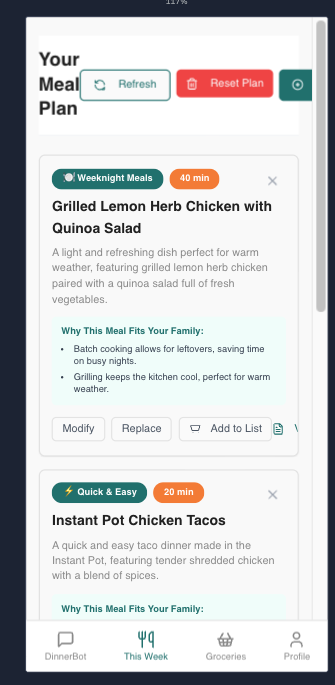 117%
Your
Meal
Plan
Refresh
Reset Plan
Weeknight Meals
40 min
Grilled Lemon Herb Chicken with
Quinoa Salad
A light and refreshing dish perfect for warm
weather, featuring grilled lemon herb chicken
paired with a quinoa salad full of fresh
vegetables.
Why This Meal Fits Your Family:
• Batch cooking allows for leftovers, saving time
on busy nights.
• Grilling keeps the kitchen cool, perfect for warm
weather.
Modify
Replace
Add to List
Quick & Easy
20 min
Instant Pot Chicken Tacos
A quick and easy taco dinner made in the
Instant Pot, featuring tender shredded chicken
with a blend of spices.
Why This Meal Fits Your Family:
DinnerBot
This Week
Groceries
Profile